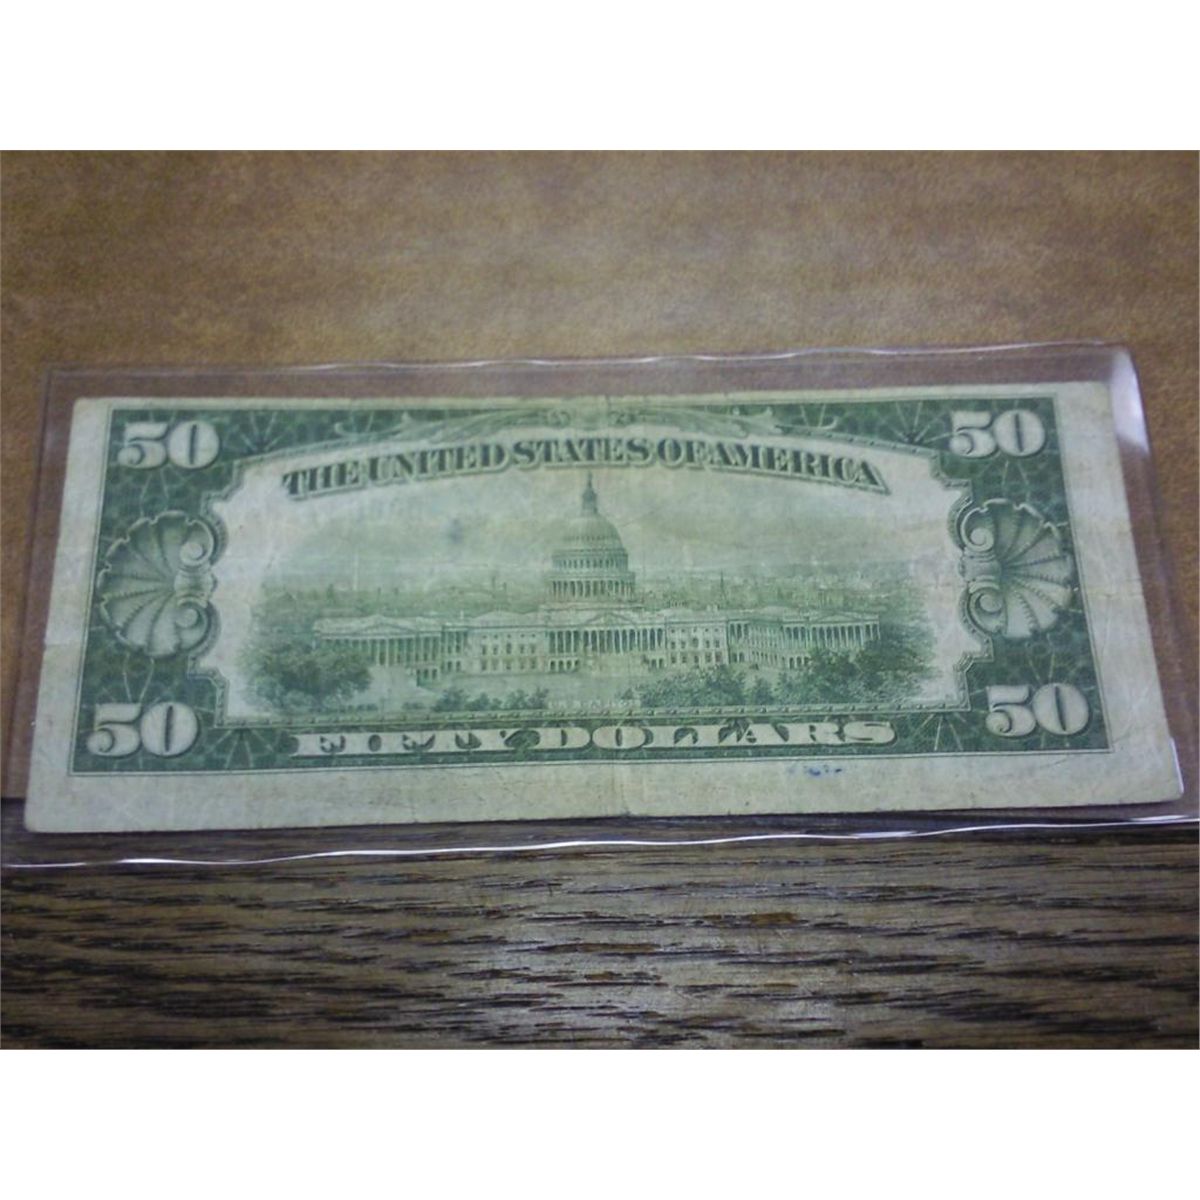 50 50
THE UNITED STATES OF AMERICA
50 50
FIFTY DOLLARS